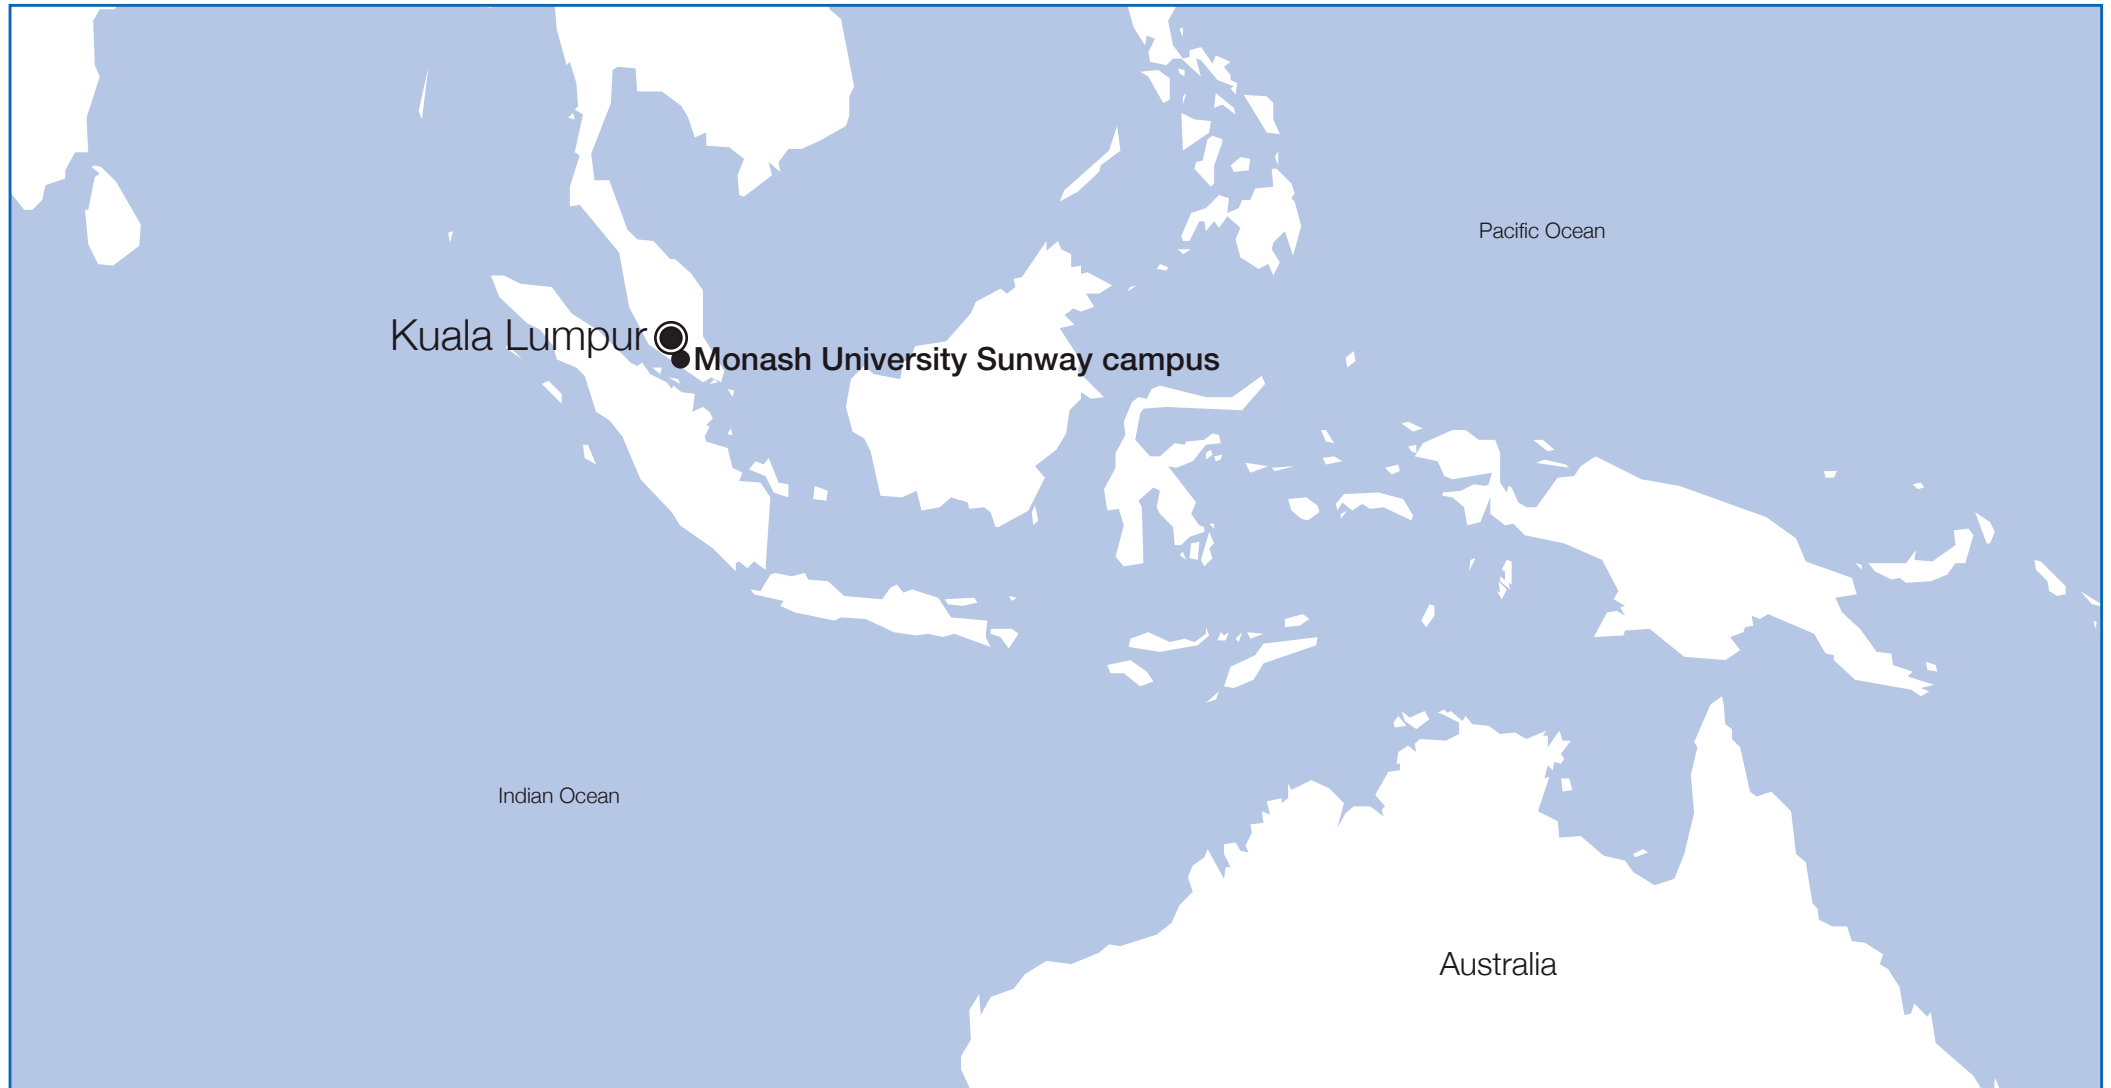 Pacific Ocean
Kuala Lumpur
Monash University Sunway campus
Indian Ocean
Australia